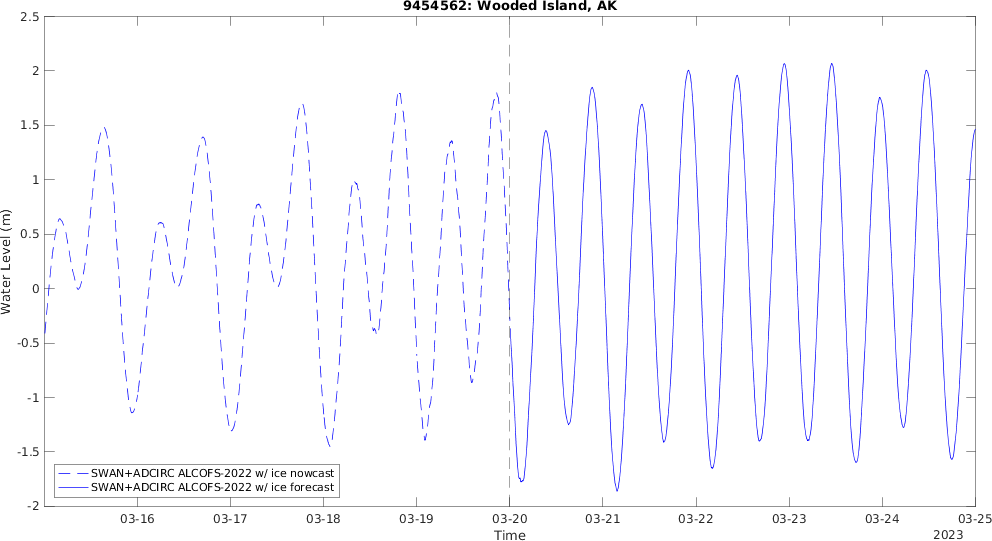 9454562: Wooded Island, AK
2.5
2
1.5
1
0.5
0
-0.5
-1
-1.5
-2
Water Level (m)
SWAN+ADCIRC ALCOFS-2022 w/ ice nowcast
SWAN+ADCIRC ALCOFS-2022 w/ ice forecast
03-16 03-17 03-18 03-19 03-20 03-21 03-22 03-23 03-24 03-25
Time
2023